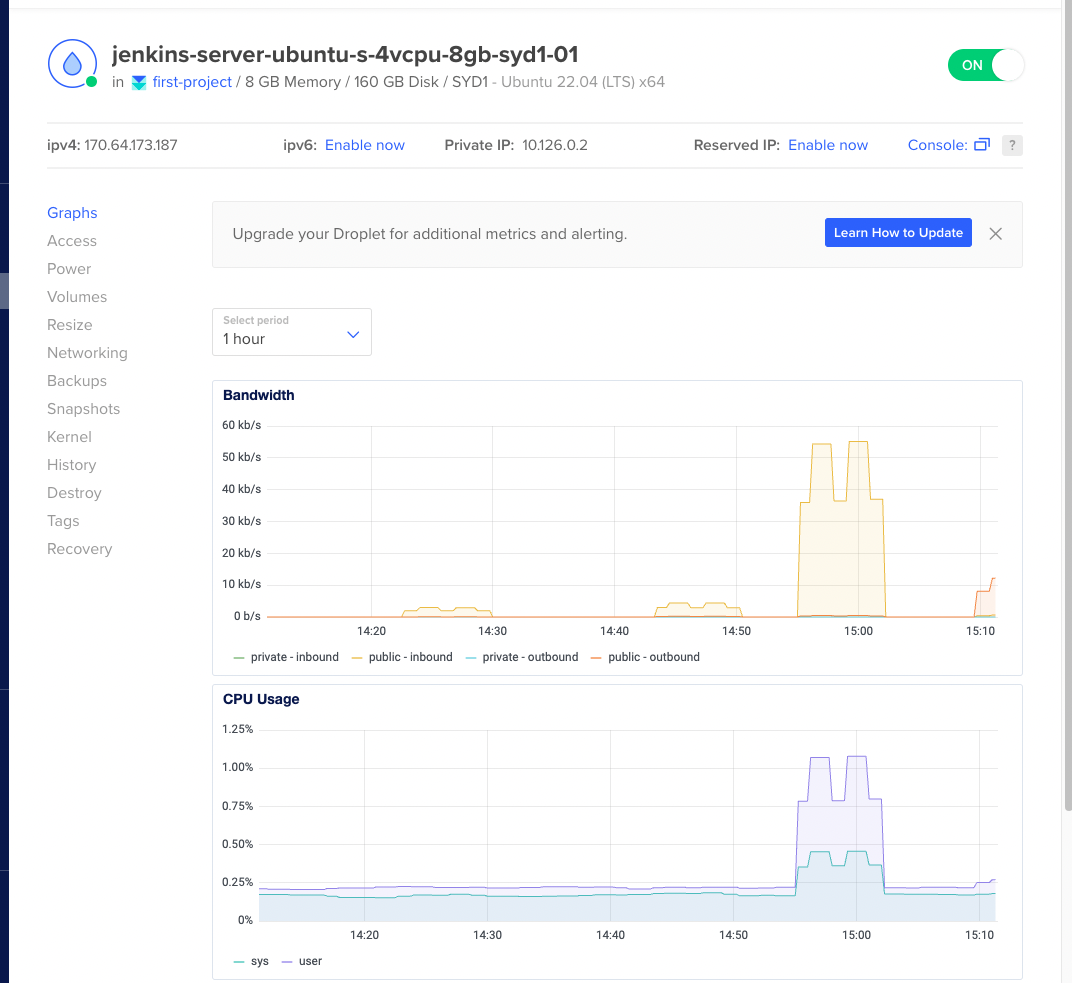 jenkins-server-ubuntu-s-4vcpu-8gb-syd1-01
in first-project / 8 GB Memory / 160 GB Disk / SYD1 - Ubuntu 22.04 (LTS) x64
ON
ipv4: 170.64.173.187 ipv6: Enable now Private IP: 10.126.0.2 Reserved IP: Enable now Console: ?
Graphs
Access
Power
Volumes
Resize
Networking
Backups
Snapshots
Kernel
History
Destroy
Tags
Recovery
Upgrade your Droplet for additional metrics and alerting.
Learn How to Update
Select period
1 hour
Bandwidth
60 kb/s
50 kb/s
40 kb/s
30 kb/s
20 kb/s
10 kb/s
0 b/s
14:20 14:30 14:40 14:50 15:00 15:10
private - inbound public - inbound private - outbound public - outbound
CPU Usage
1.25%
1.00%
0.75%
0.50%
0.25%
0%
14:20 14:30 14:40 14:50 15:00 15:10
sys user